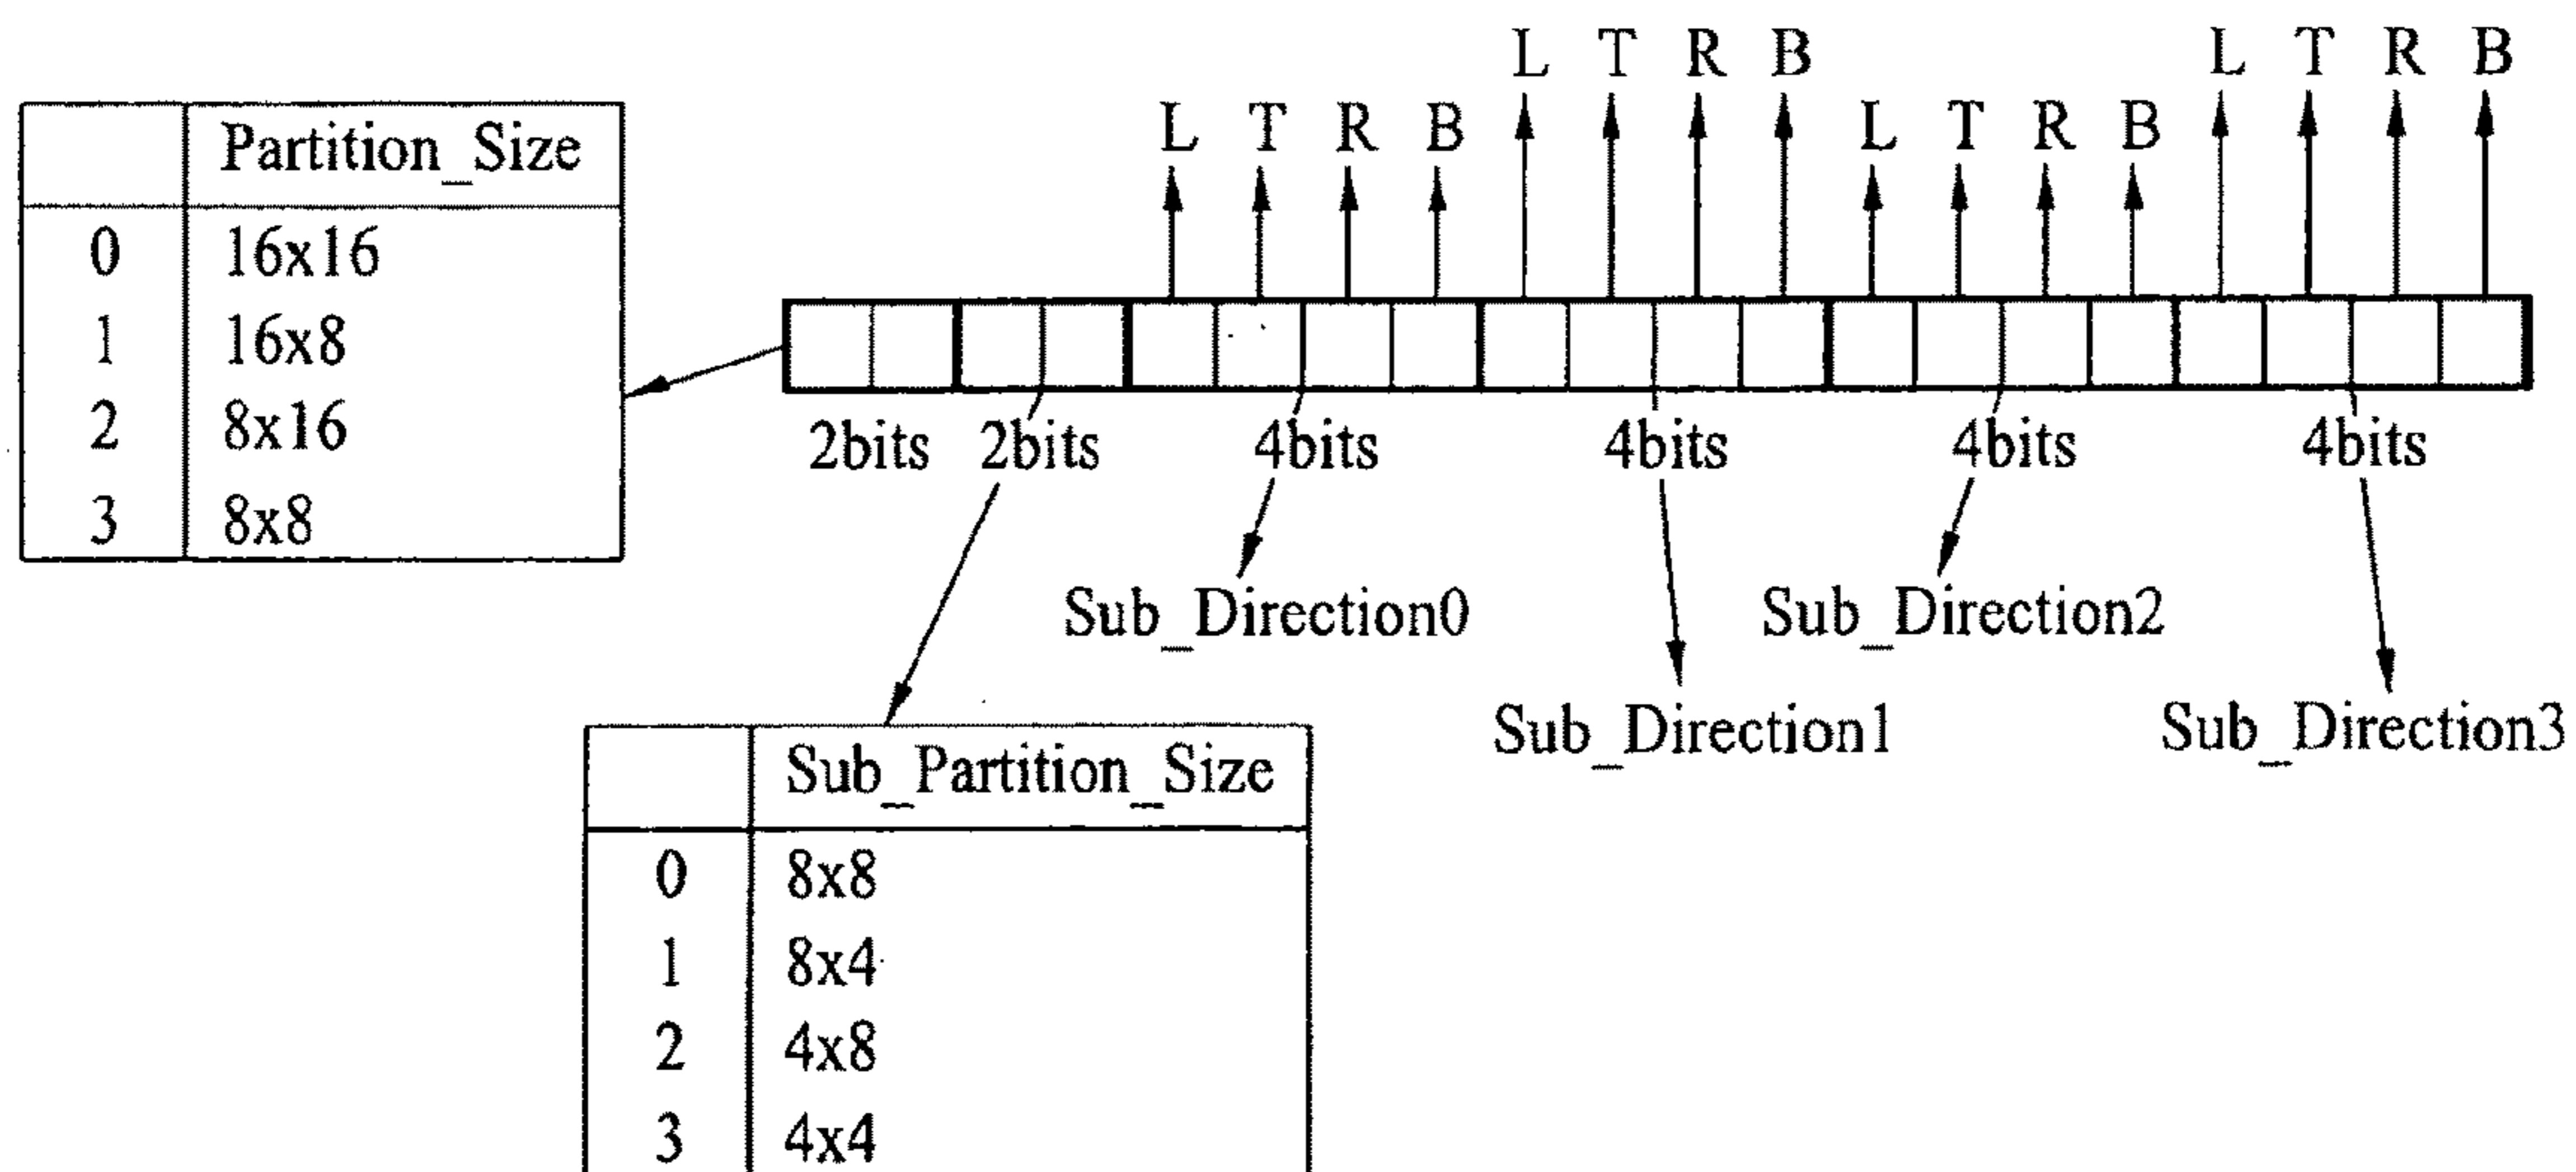 L T R B L T R B
L T R B L T R B
Partition_Size
0 16x16
1 16x8
2 8x16
3 8x8
2bits 2bits 4bits 4bits 4bits 4bits
Sub_Direction0 Sub_Direction2
Sub_Direction1 Sub_Direction3
Sub_Partition_Size
0 8x8
1 8x4
2 4x8
3 4x4